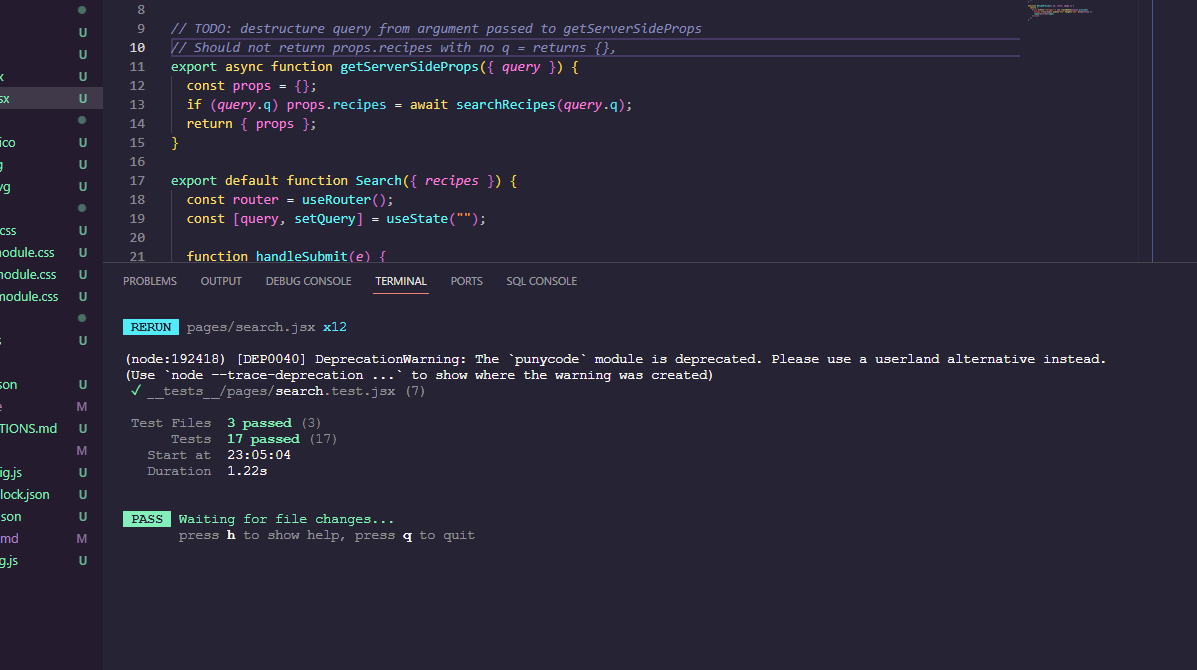 8
9 // TODO: destructure query from argument passed to getServerSideProps
10 // Should not return props.recipes with no q = returns {},
11 export async function getServerSideProps({ query }) {
12 const props = {};
13 if (query.q) props.recipes = await searchRecipes(query.q);
14 return { props };
15 }
16
17 export default function Search({ recipes }) {
18 const router = useRouter();
19 const [query, setQuery] = useState("");
20
21 function handleSubmit(e) {
U
U
x U
sx U
ico U
g U
vg U
css U
module.css U
module.css U
module.css U
; U
son U
e M
TIONS.md U
M
ig.js U
lock.json U
son U
md M
g.js U
PROBLEMS OUTPUT DEBUG CONSOLE TERMINAL PORTS SQL CONSOLE
RERUN pages/search.jsx x12
(node:192418) [DEP0040] DeprecationWarning: The `punycode` module is deprecated. Please use a userland alternative instead.
(Use `node --trace-deprecation ...` to show where the warning was created)
✓ __tests__/pages/search.test.jsx (7)
Test Files 3 passed (3)
Tests 17 passed (17)
Start at 23:05:04
Duration 1.22s
PASS Waiting for file changes...
press h to show help, press q to quit